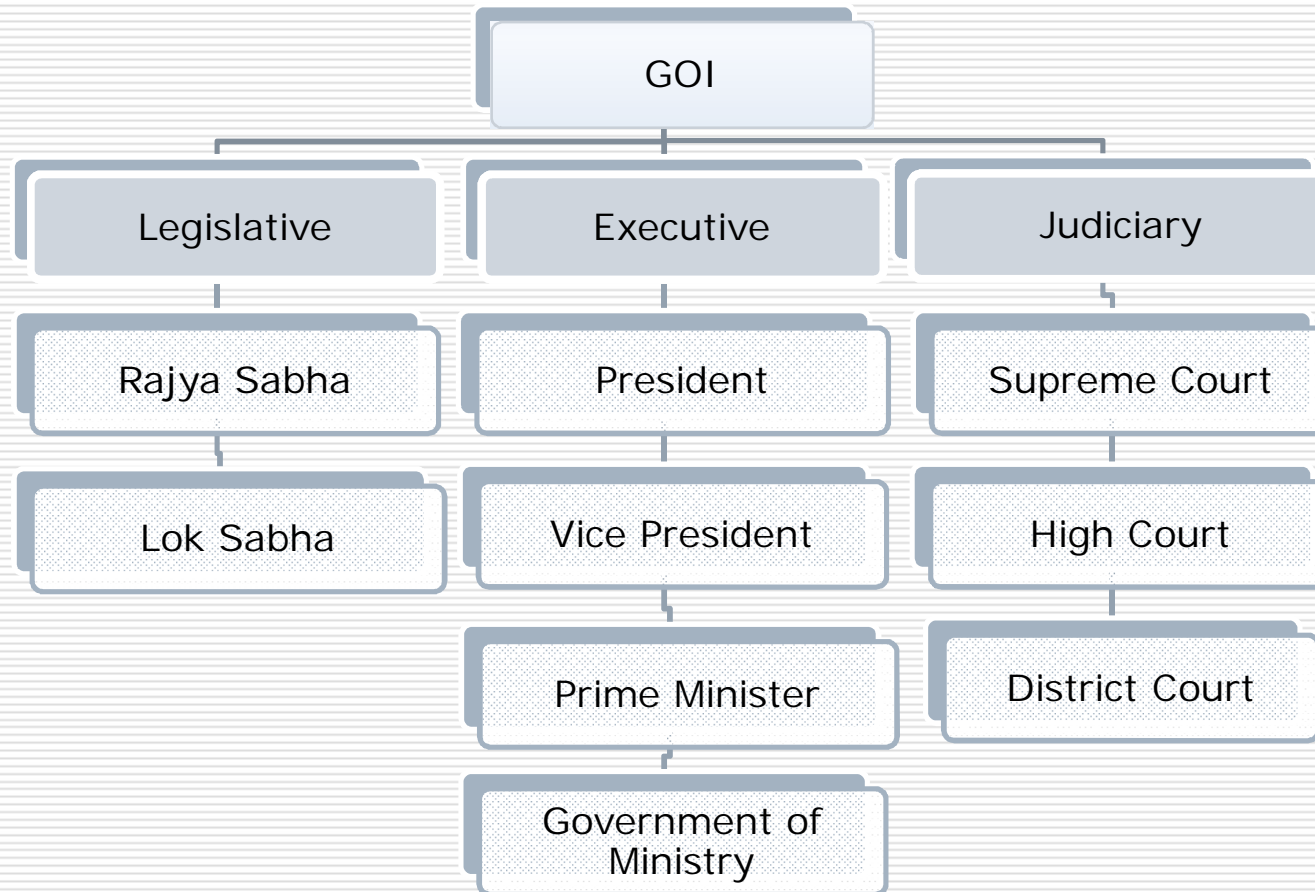 GOI
Legislative
Executive
Judiciary
Rajya Sabha
President
Supreme Court
Lok Sabha
Vice President
High Court
Prime Minister
District Court
Government of
Ministry